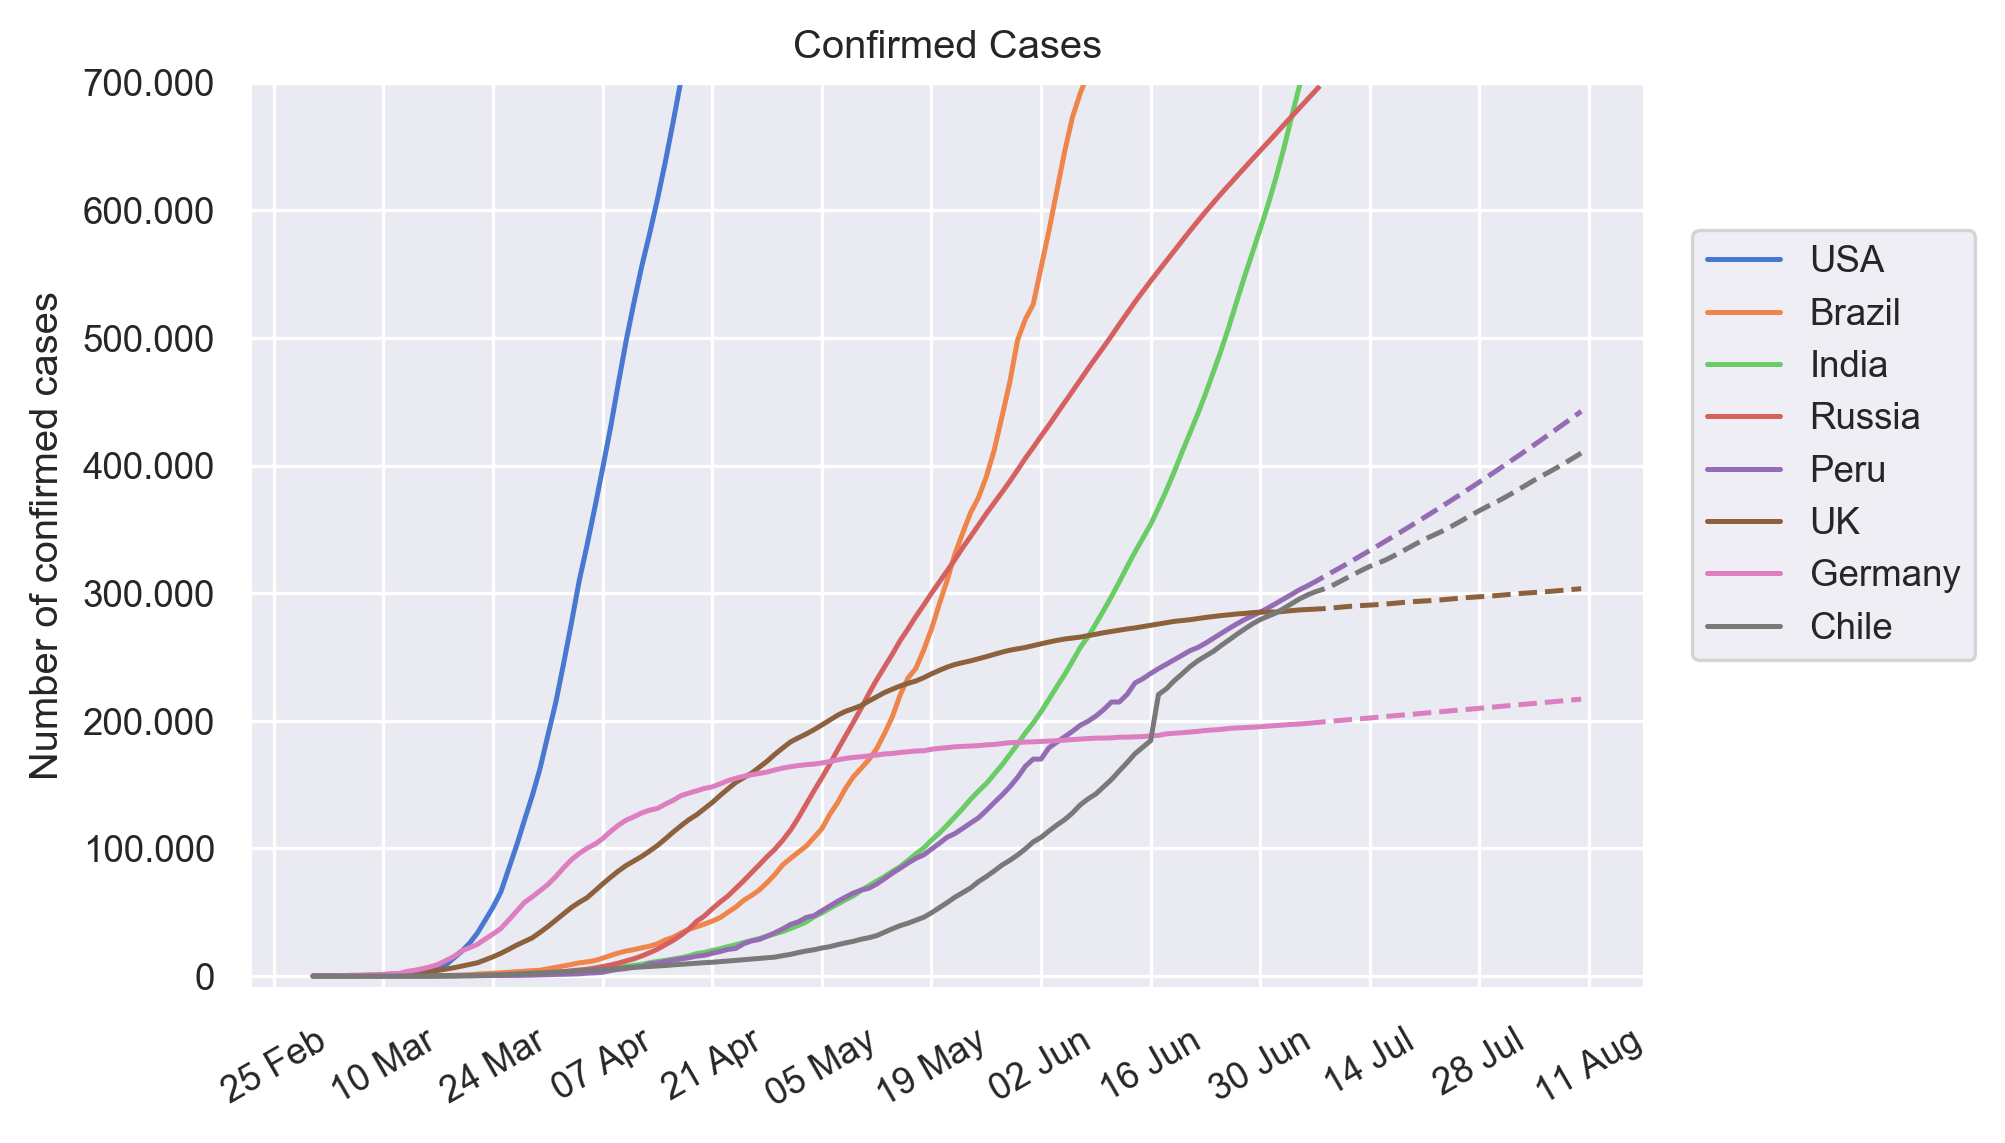 Confirmed Cases
700.000
600.000
500.000
400.000
300.000
200.000
100.000
0
Number of confirmed cases
25 Feb
10 Mar
24 Mar
07 Apr
21 Apr
05 May
19 May
02 Jun
16 Jun
30 Jun
14 Jul
28 Jul
11 Aug
USA
Brazil
India
Russia
Peru
UK
Germany
Chile